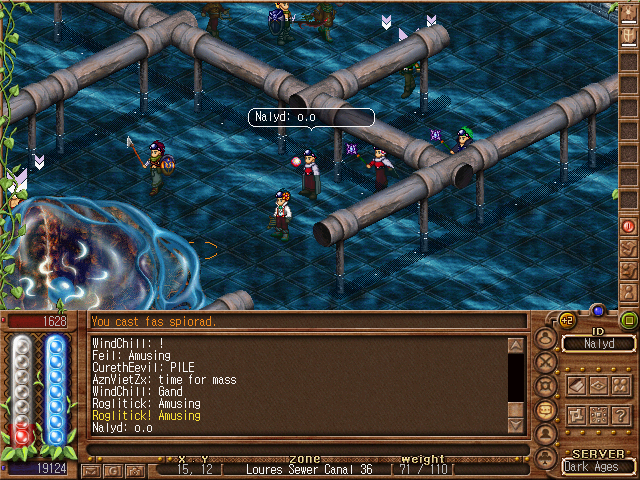 Nalyd: o.o
1628
You cast fas spiorad.
WindChill: !
Feil: Amusing
CurethEevil: PILE
AznVietZx: time for mass
WindChill: Gand
Roglitick: Amusing
Roglitick! Amusing
Nalyd: o.o
19124
x y zone weight
15, 12 [ Loures Sewer Canal 36 [ 71 / 110 [
+2
ID
Nalyd
?
SERVER
Dark Ages